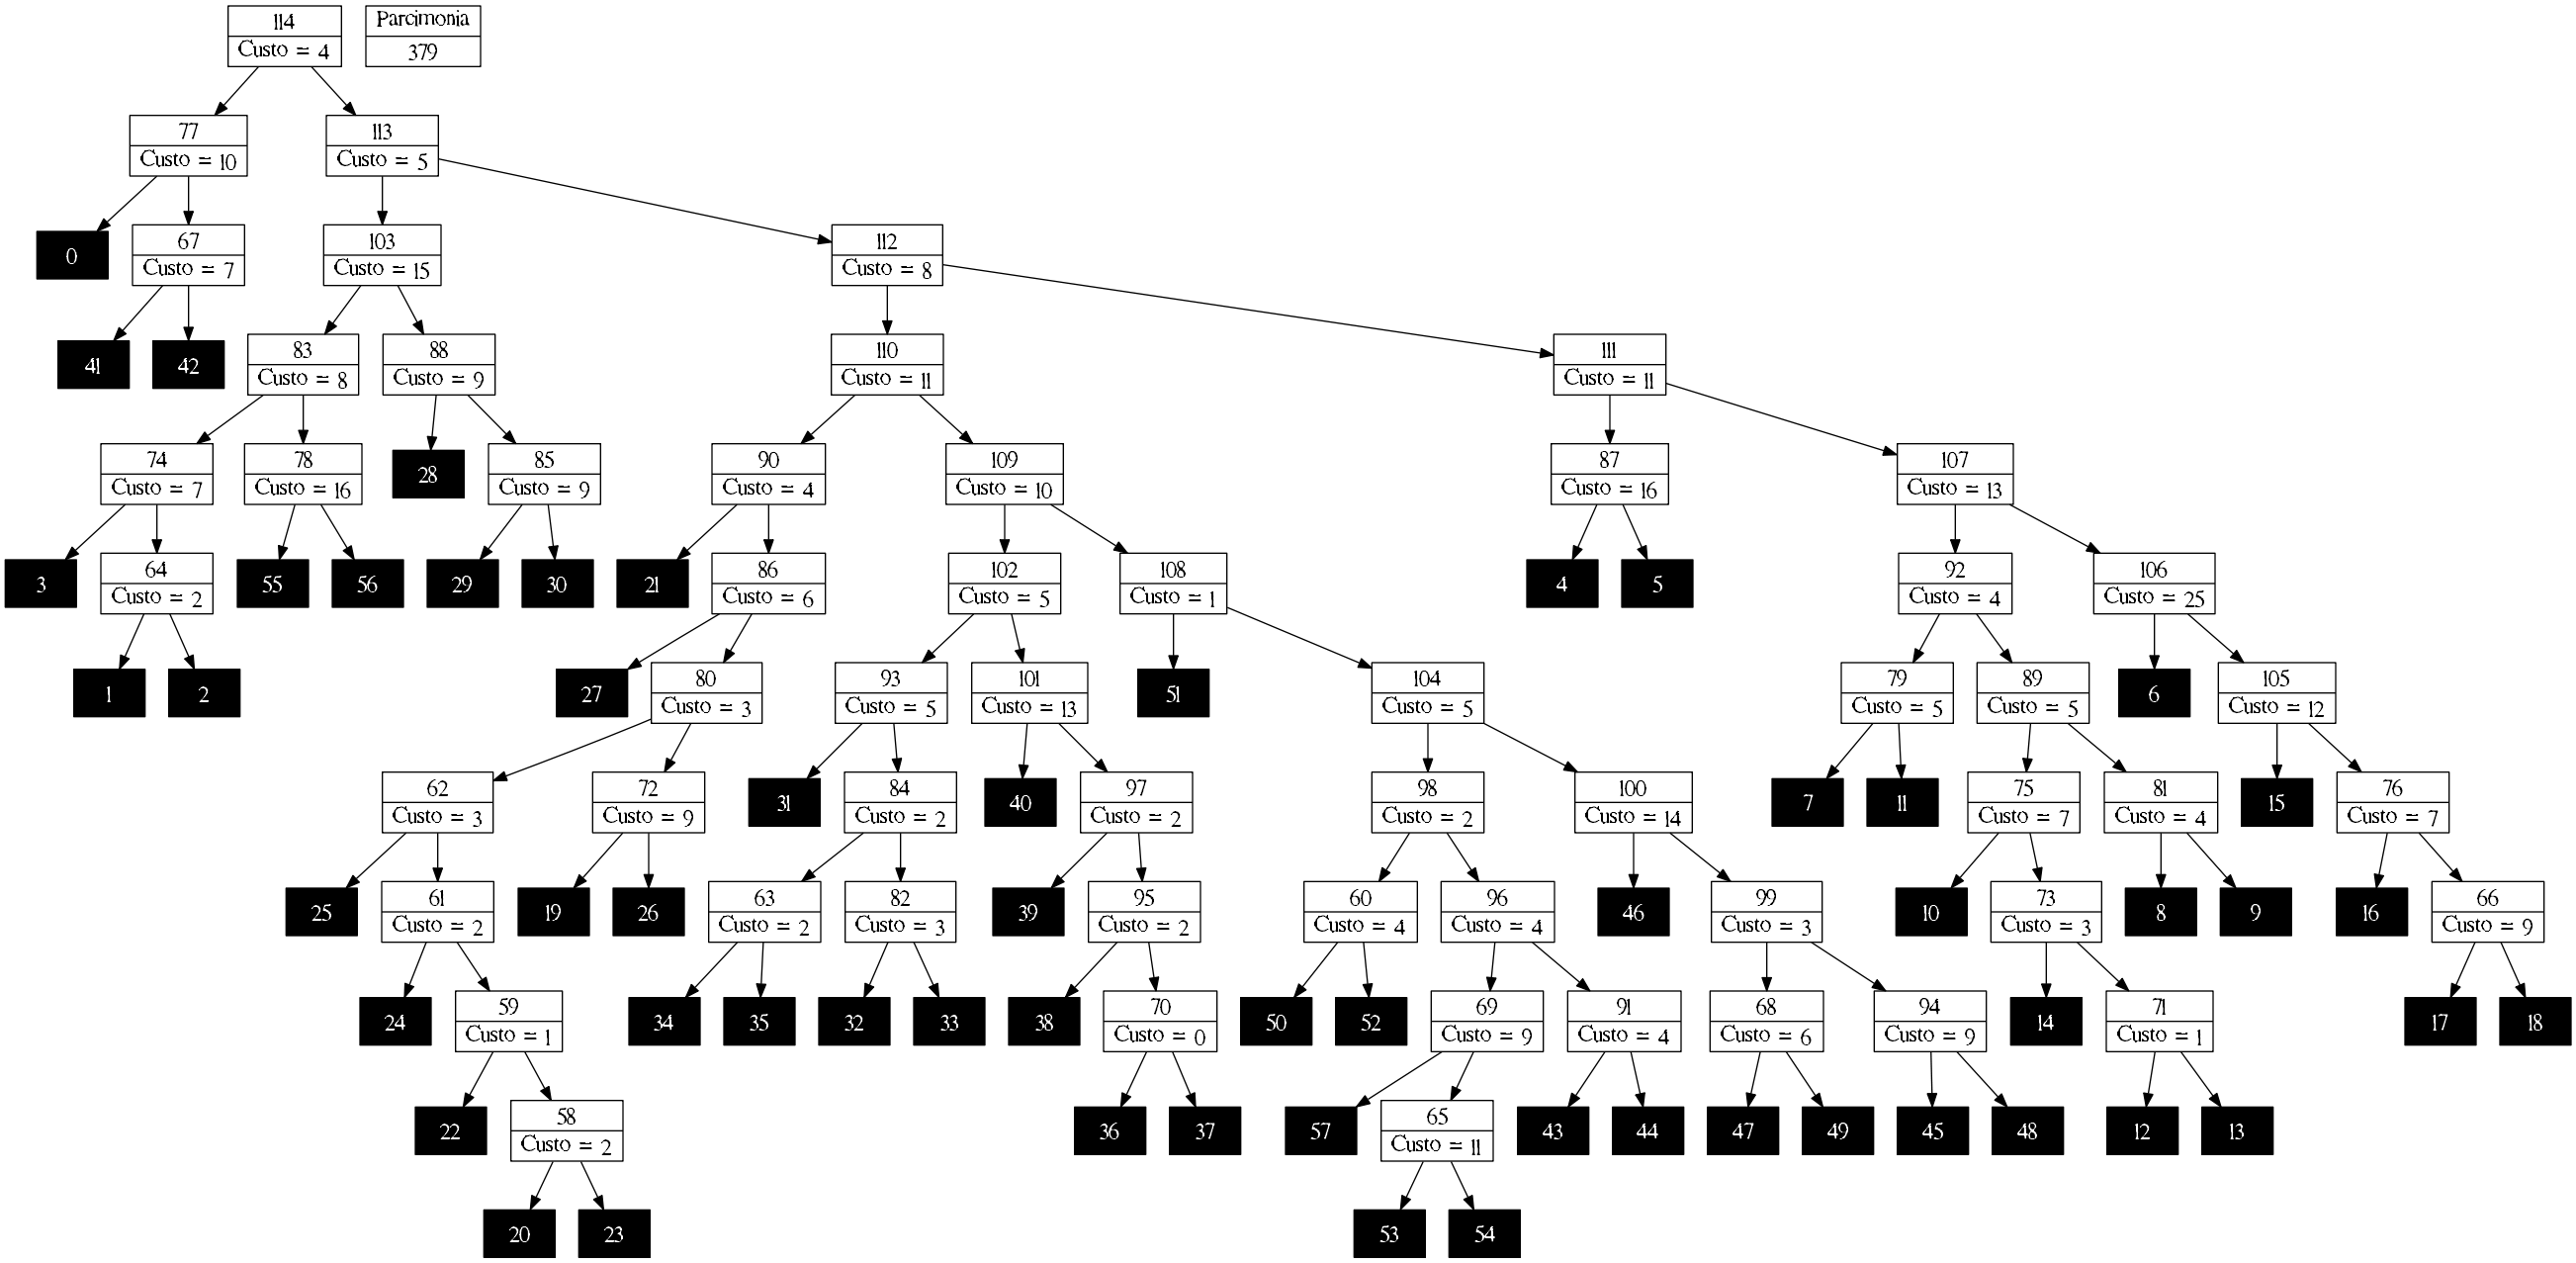 114
Custo = 4
Parcimonia
379
77
Custo = 10
113
Custo = 5
0
67
Custo = 7
103
Custo = 15
112
Custo = 8
41
42
83
Custo = 8
88
Custo = 9
110
Custo = 11
111
Custo = 11
74
Custo = 7
78
Custo = 16
28
85
Custo = 9
90
Custo = 4
109
Custo = 10
87
Custo = 16
107
Custo = 13
3
64
Custo = 2
55
56
29
30
21
86
Custo = 6
102
Custo = 5
108
Custo = 1
4
5
92
Custo = 4
106
Custo = 25
1
2
27
80
Custo = 3
93
Custo = 5
101
Custo = 13
51
104
Custo = 5
79
Custo = 5
89
Custo = 5
6
105
Custo = 12
62
Custo = 3
72
Custo = 9
31
84
Custo = 2
40
97
Custo = 2
98
Custo = 2
100
Custo = 14
7
11
75
Custo = 7
81
Custo = 4
15
76
Custo = 7
25
61
Custo = 2
19
26
63
Custo = 2
82
Custo = 3
39
95
Custo = 2
60
Custo = 4
96
Custo = 4
46
99
Custo = 3
10
73
Custo = 3
8
9
16
66
Custo = 9
24
59
Custo = 1
34
35
32
33
38
70
Custo = 0
50
52
69
Custo = 9
91
Custo = 4
68
Custo = 6
94
Custo = 9
14
71
Custo = 1
17
18
22
58
Custo = 2
36
37
57
65
Custo = 11
43
44
47
49
45
48
12
13
20
23
53
54